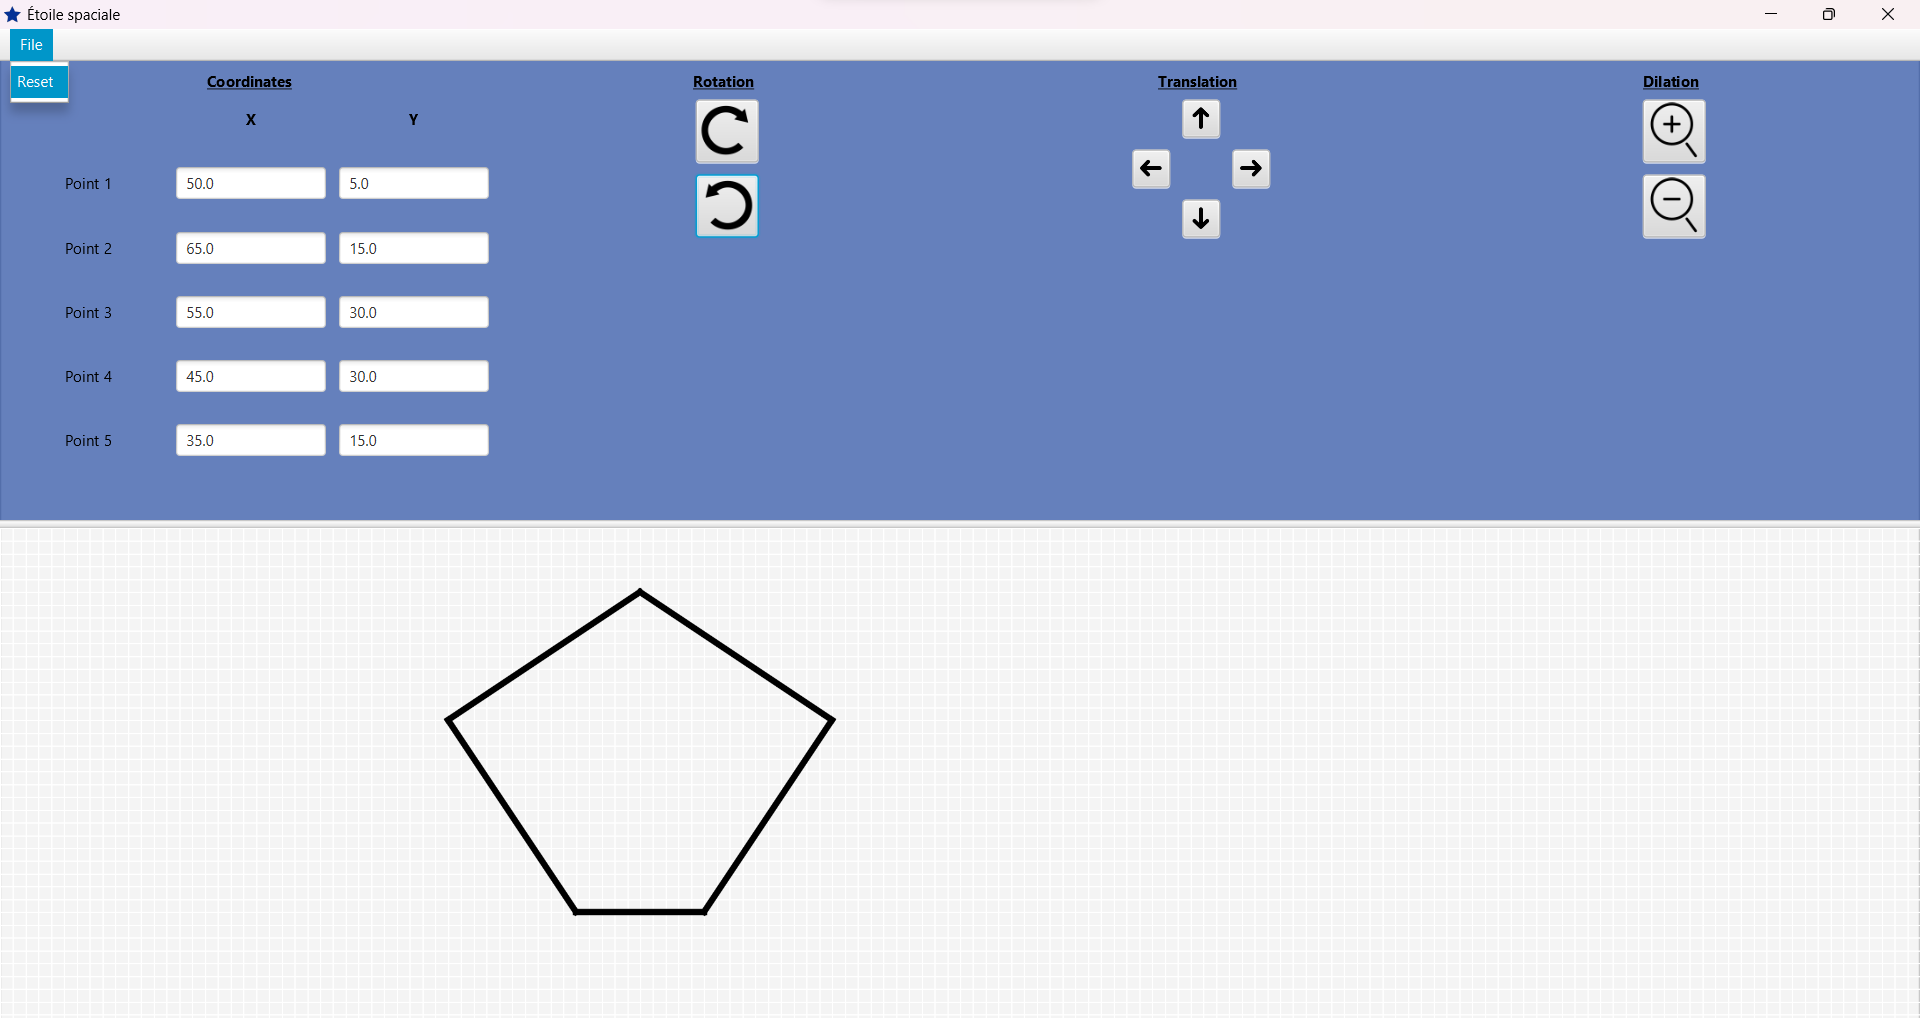 Étoile spaciale
File
Reset
Coordinates
Rotation
Translation
Dilation
X Y
Point 1 50.0 5.0
Point 2 65.0 15.0
Point 3 55.0 30.0
Point 4 45.0 30.0
Point 5 35.0 15.0